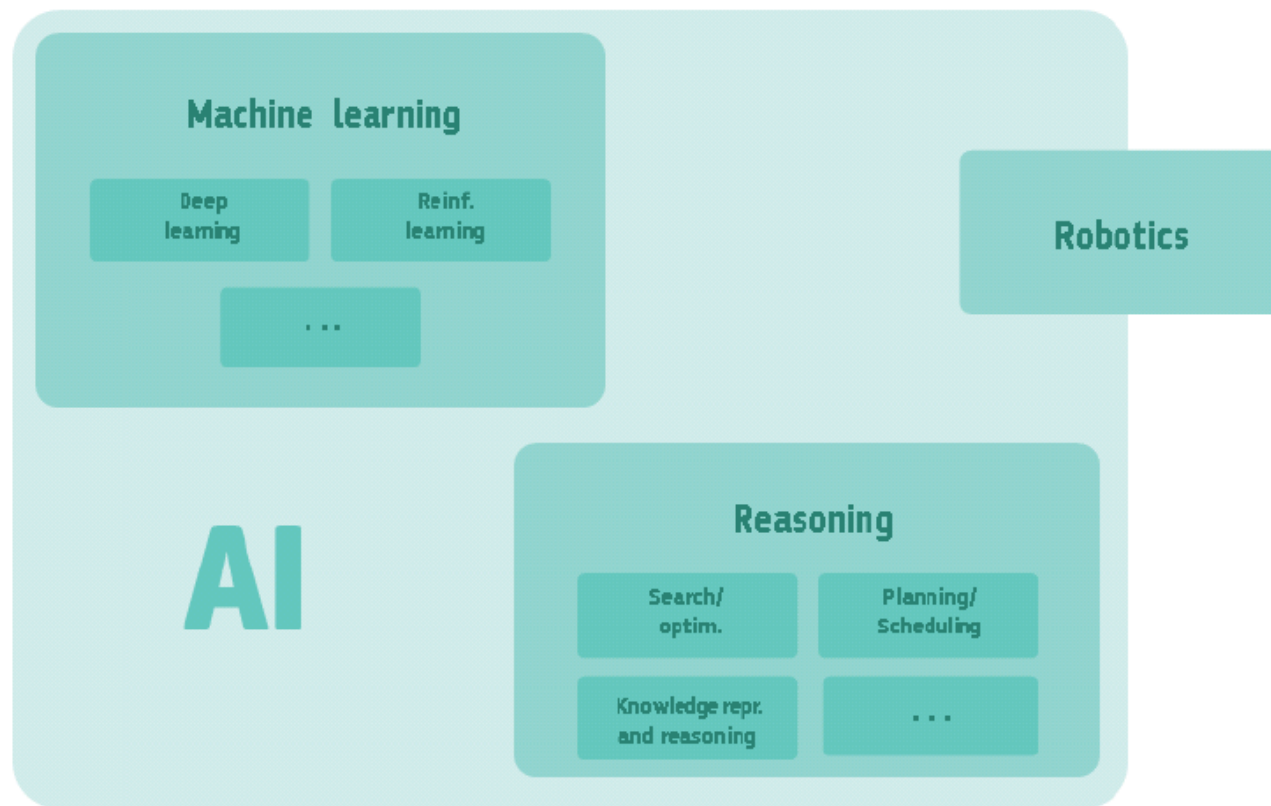 Machine learning
Deep
learning
Reinf.
learning
...
Robotics
AI
Reasoning
Search/
optim.
Planning/
Scheduling
Knowledge repr.
and reasoning
...